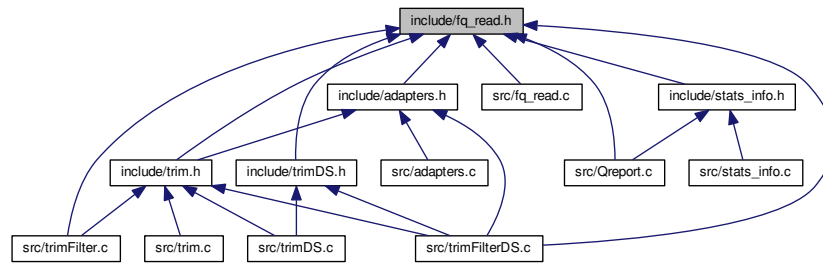 include/fq_read.h
include/adapters.h
src/fq_read.c
include/stats_info.h
include/trim.h
include/trimDS.h
src/adapters.c
src/Qreport.c
src/stats_info.c
src/trimFilter.c
src/trim.c
src/trimDS.c
src/trimFilterDS.c